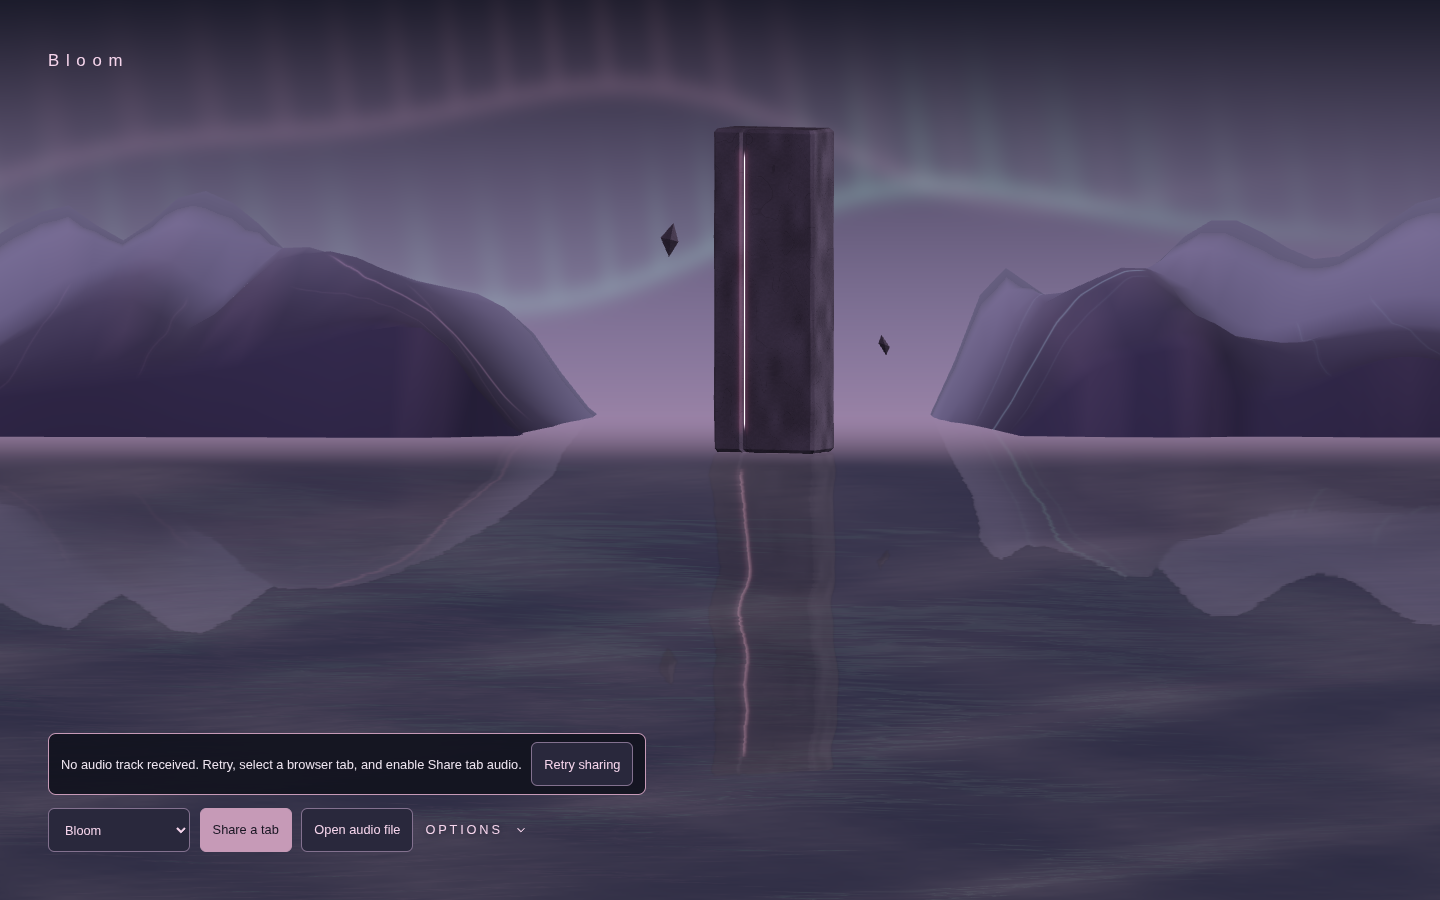 Bloom
No audio track received. Retry, select a browser tab, and enable Share tab audio.
Retry sharing
Bloom
Share a tab
Open audio file
OPTIONS